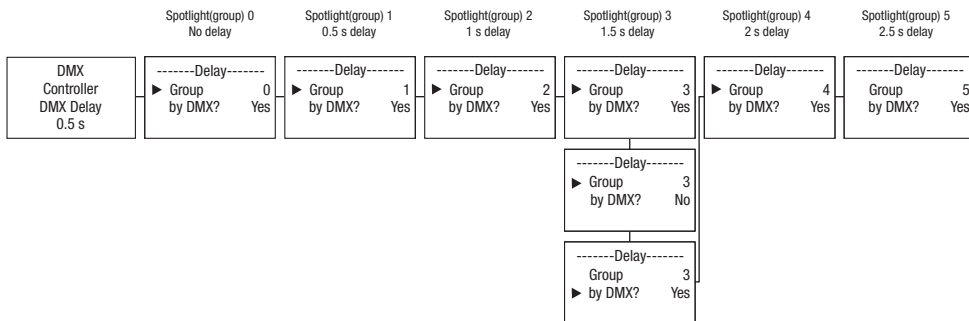 Spotlight(group) 0
No delay
Spotlight(group) 1
0.5 s delay
Spotlight(group) 2
1 s delay
Spotlight(group) 3
1.5 s delay
Spotlight(group) 4
2 s delay
Spotlight(group) 5
2.5 s delay
DMX
Controller
DMX Delay
0.5 s
-------Delay-------
▶ Group 0
by DMX? Yes
-------Delay-------
▶ Group 1
by DMX? Yes
-------Delay-------
▶ Group 2
by DMX? Yes
-------Delay-------
▶ Group 3
by DMX? Yes
-------Delay-------
▶ Group 4
by DMX? Yes
-------Delay-------
Group 5
by DMX? Yes
-------Delay-------
▶ Group 3
by DMX? No
-------Delay-------
Group 3
▶ by DMX? Yes